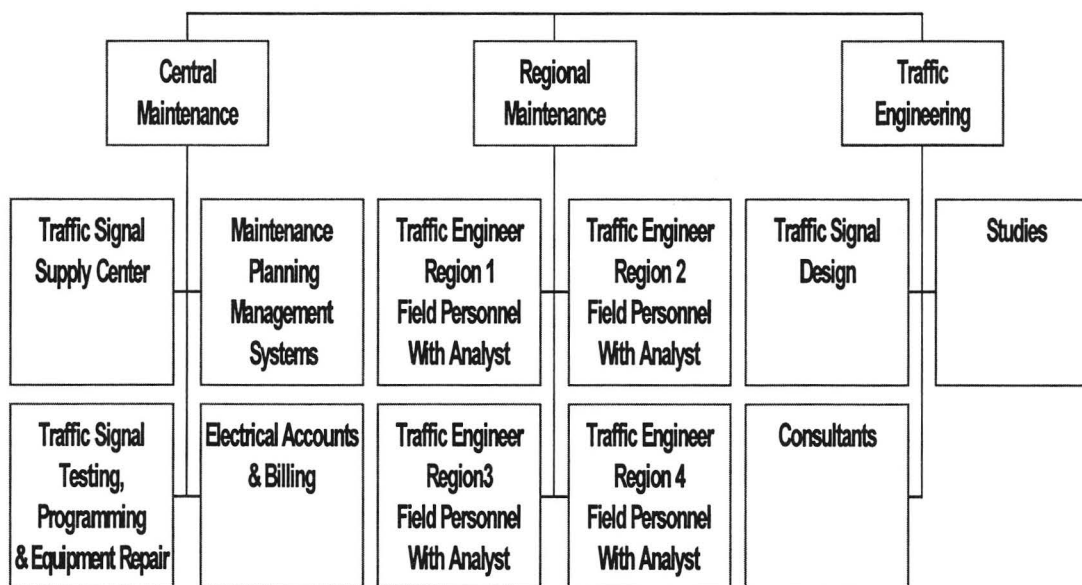 Central
Maintenance
Regional
Maintenance
Traffic
Engineering
Traffic Signal
Supply Center
Maintenance
Planning
Management
Systems
Traffic Engineer
Region 1
Field Personnel
With Analyst
Traffic Engineer
Region 2
Field Personnel
With Analyst
Traffic Signal
Design
Studies
Traffic Signal
Testing,
Programming
& Equipment Repair
Electrical Accounts
& Billing
Traffic Engineer
Region3
Field Personnel
With Analyst
Traffic Engineer
Region 4
Field Personnel
With Analyst
Consultants